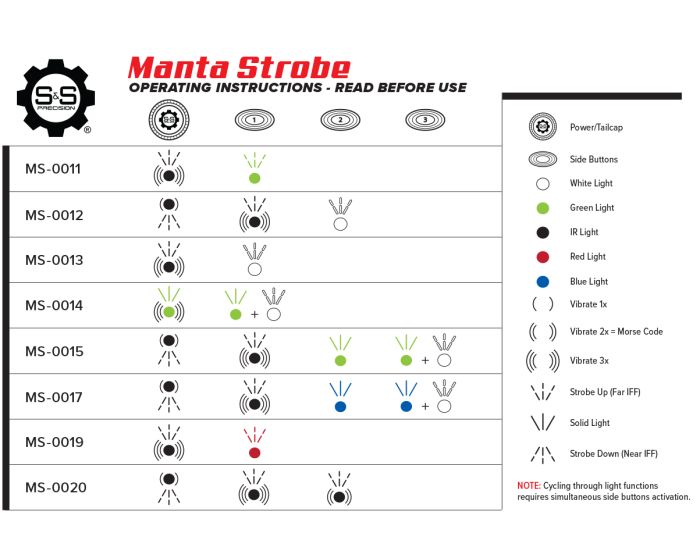 S&S
PRECISION
®
Manta Strobe
OPERATING INSTRUCTIONS - READ BEFORE USE
S&S
1
2
3
MS-0011
MS-0012
MS-0013
MS-0014
+
MS-0015
+
MS-0017
+
MS-0019
MS-0020
S&S
Power/Tailcap
Side Buttons
White Light
Green Light
IR Light
Red Light
Blue Light
Vibrate 1x
Vibrate 2x = Morse Code
Vibrate 3x
Strobe Up (Far IFF)
Solid Light
Strobe Down (Near IFF)
NOTE: Cycling through light functions
requires simultaneous side buttons activation.